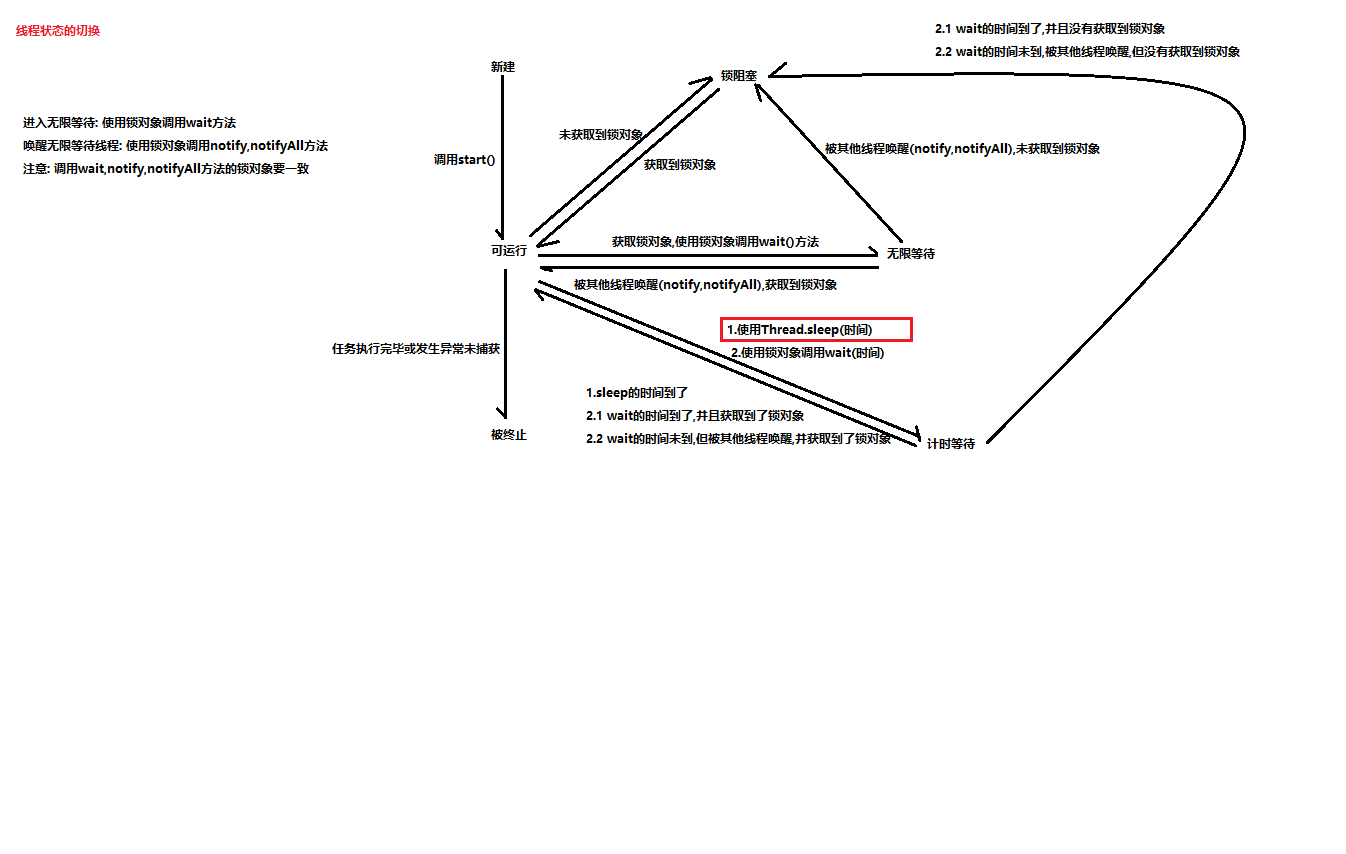 线程状态的切换
2.1 wait的时间到了,并且没有获取到锁对象
2.2 wait的时间未到,被其他线程唤醒,但没有获取到锁对象
新建
锁阻塞
进入无限等待: 使用锁对象调用wait方法
唤醒无限等待线程: 使用锁对象调用notify,notifyAll方法
注意: 调用wait,notify,notifyAll方法的锁对象要一致
未获取到锁对象
调用start()
获取到锁对象
被其他线程唤醒(notify,notifyAll),未获取到锁对象
获取锁对象,使用锁对象调用wait()方法
可运行
无限等待
被其他线程唤醒(notify,notifyAll),获取到锁对象
1.使用Thread.sleep(时间)
2.使用锁对象调用wait(时间)
任务执行完毕或发生异常未捕获
1.sleep的时间到了
2.1 wait的时间到了,并且获取到了锁对象
2.2 wait的时间未到,但被其他线程唤醒,并获取到了锁对象
被终止
计时等待